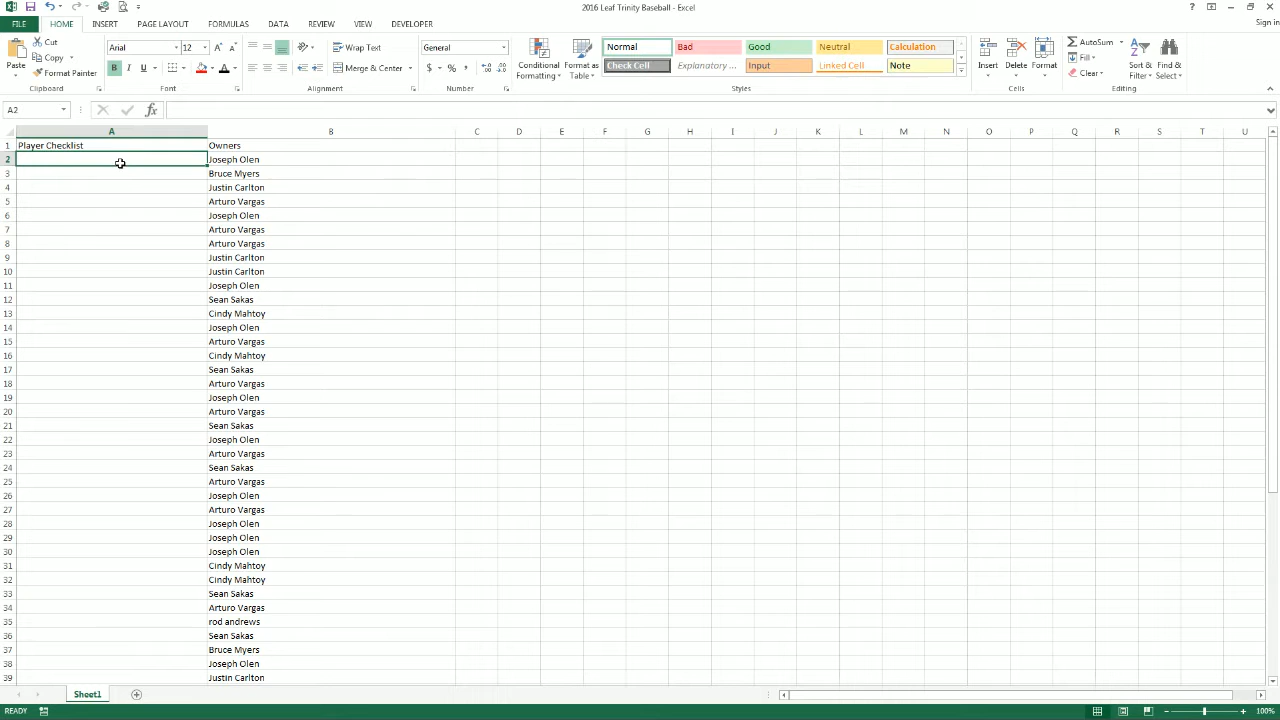 2016 Leaf Trinity Baseball - Excel
Sign in
FILE HOME INSERT PAGE LAYOUT FORMULAS DATA REVIEW VIEW DEVELOPER
Paste
Cut
Copy
Format Painter
Clipboard
Arial 12
B I U
A A
Font
Wrap Text
Merge & Center
Alignment
General
$ % ,
Number
Conditional Formatting
Format as Table
Normal Bad Good Neutral Calculation
Check Cell Explanatory ... Input Linked Cell Note
Styles
Insert Delete Format
Cells
AutoSum
Fill
Clear
Sort & Filter
Find & Select
Editing
A2
fx
A B C D E F G H I J K L M N O P Q R S T U
1 Player Checklist Owners
2 Joseph Olen
3 Bruce Myers
4 Justin Carlton
5 Arturo Vargas
6 Joseph Olen
7 Arturo Vargas
8 Arturo Vargas
9 Justin Carlton
10 Justin Carlton
11 Joseph Olen
12 Sean Sakas
13 Cindy Mahtoy
14 Joseph Olen
15 Arturo Vargas
16 Cindy Mahtoy
17 Sean Sakas
18 Arturo Vargas
19 Joseph Olen
20 Arturo Vargas
21 Sean Sakas
22 Joseph Olen
23 Arturo Vargas
24 Sean Sakas
25 Arturo Vargas
26 Joseph Olen
27 Arturo Vargas
28 Joseph Olen
29 Joseph Olen
30 Joseph Olen
31 Cindy Mahtoy
32 Cindy Mahtoy
33 Sean Sakas
34 Arturo Vargas
35 rod andrews
36 Sean Sakas
37 Bruce Myers
38 Joseph Olen
39 Justin Carlton
Sheet1
READY
100%